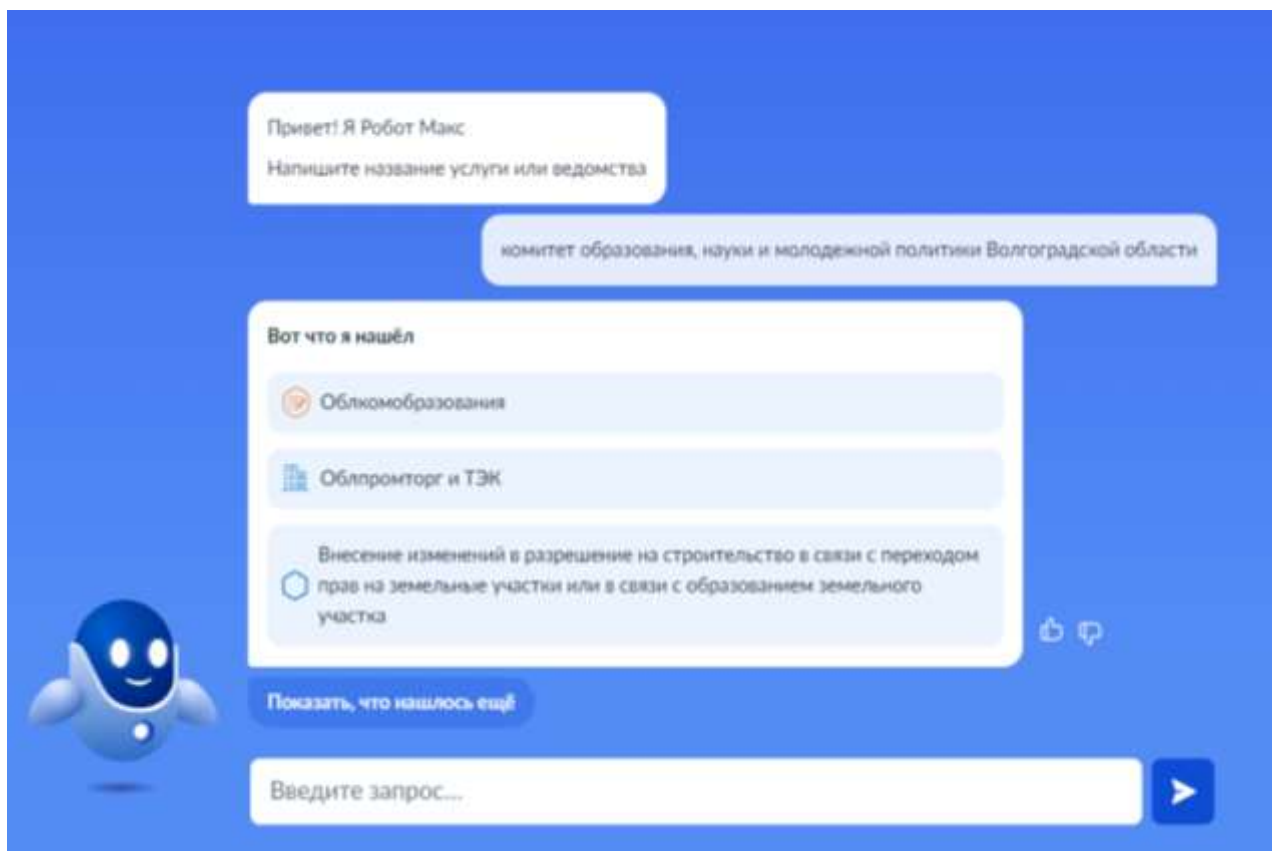 Привет! Я Робот Макс
Напишите название услуги или ведомства
комитет образования, науки и молодежной политики Волгоградской области
Вот что я нашёл
Облкомобразования
Облпромторг и ТЭК
Внесение изменений в разрешение на строительство в связи с переходом
прав на земельные участки или в связи с образованием земельного
участка
Показать, что нашлось ещё
Введите запрос...